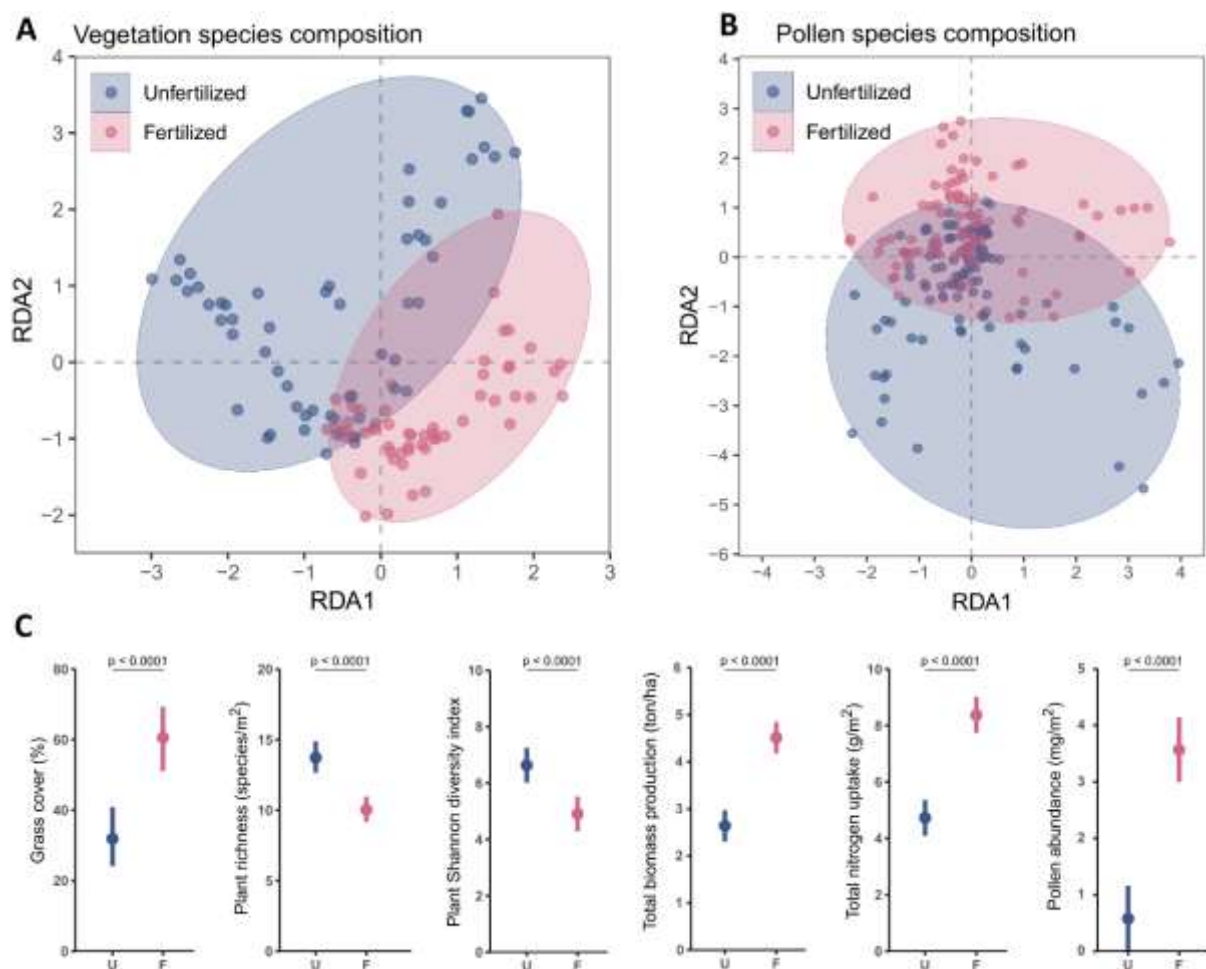 A Vegetation species composition
4
3
2
1
0
−1
−2
RDA2
Unfertilized
Fertilized
−3 −2 −1 0 1 2 3
RDA1
B Pollen species composition
4
3
2
1
0
−1
−2
−3
−4
−5
−6
RDA2
Unfertilized
Fertilized
−4 −3 −2 −1 0 1 2 3 4
RDA1
C
Grass cover (%)
80
60
40
20
0
p < 0.0001
U F
Plant richness (species/m²)
20
15
10
5
0
p < 0.0001
U F
Plant Shannon diversity index
10
8
6
4
2
0
p < 0.0001
U F
Total biomass production (ton/ha)
6
5
4
3
2
1
0
p < 0.0001
U F
Total nitrogen uptake (g/m²)
10
8
6
4
2
0
p < 0.0001
U F
Pollen abundance (mg/m²)
5
4
3
2
1
0
p < 0.0001
U F